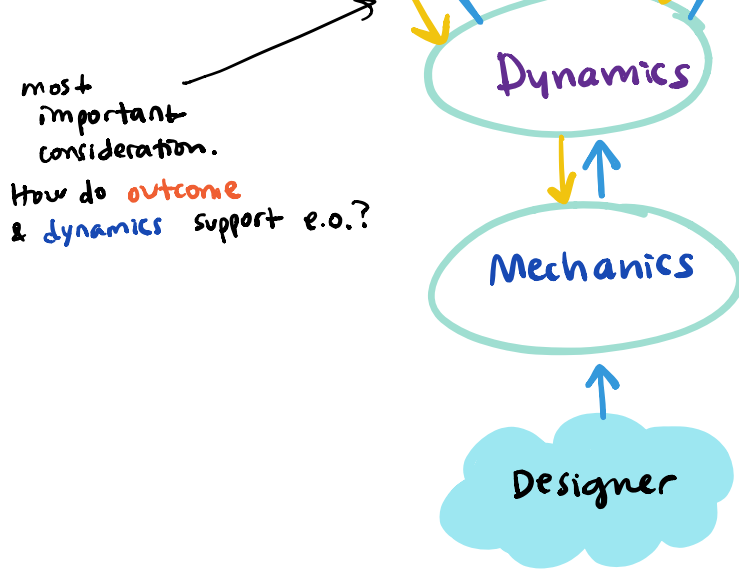 Dynamics
most
important
consideration.
How do outcome
& dynamics support e.o.?
Mechanics
Designer